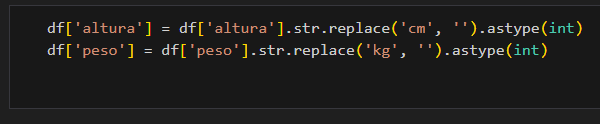 df['altura'] = df['altura'].str.replace('cm', '').astype(int)
df['peso'] = df['peso'].str.replace('kg', '').astype(int)